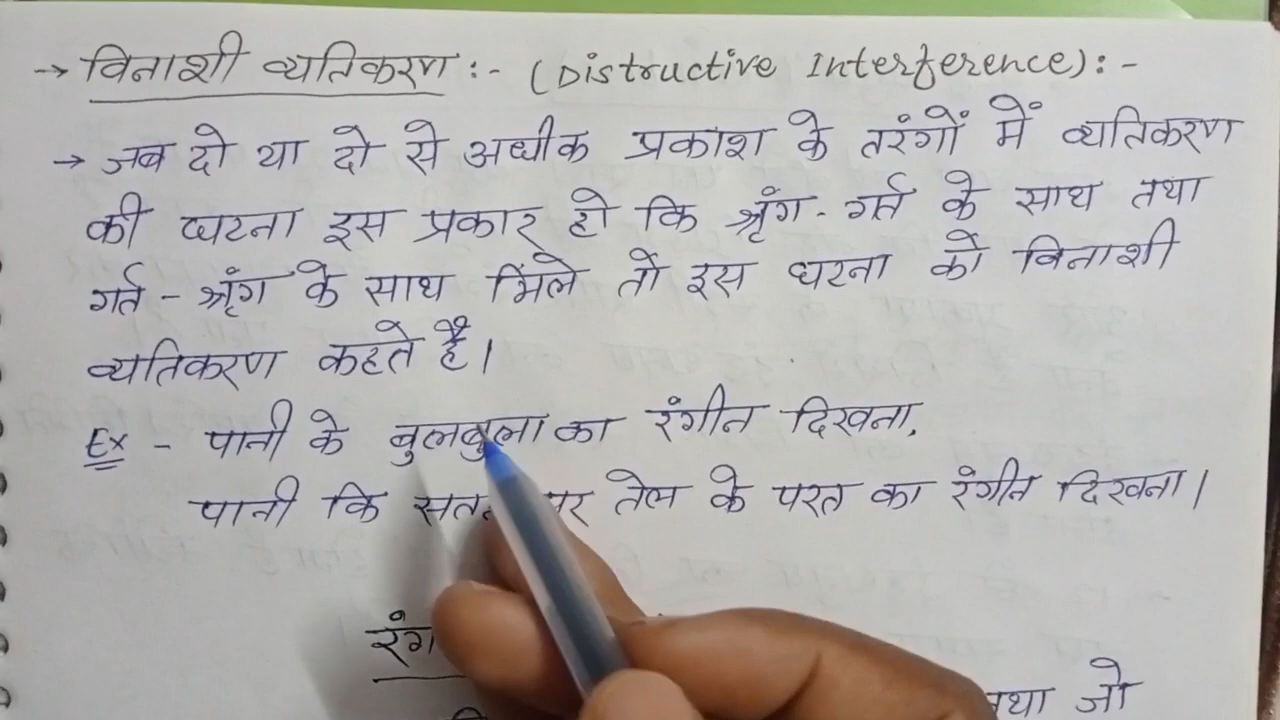 → विनाशी व्यतिकरण :- (Distructive Interference) :-
→ जब दो या दो से अधीक प्रकाश के तरंगों में व्यतिकरण
की घटना इस प्रकार हो कि श्रृंग - गर्त के साथ तथा
गर्त - श्रृंग के साथ मिले तो इस घटना को विनाशी
व्यतिकरण कहते है।
Ex - पानी के बुलबुला का रंगीन दिखना,
पानी कि पर तेल के परत का रंगीन दिखना।
रंग
तथा जो